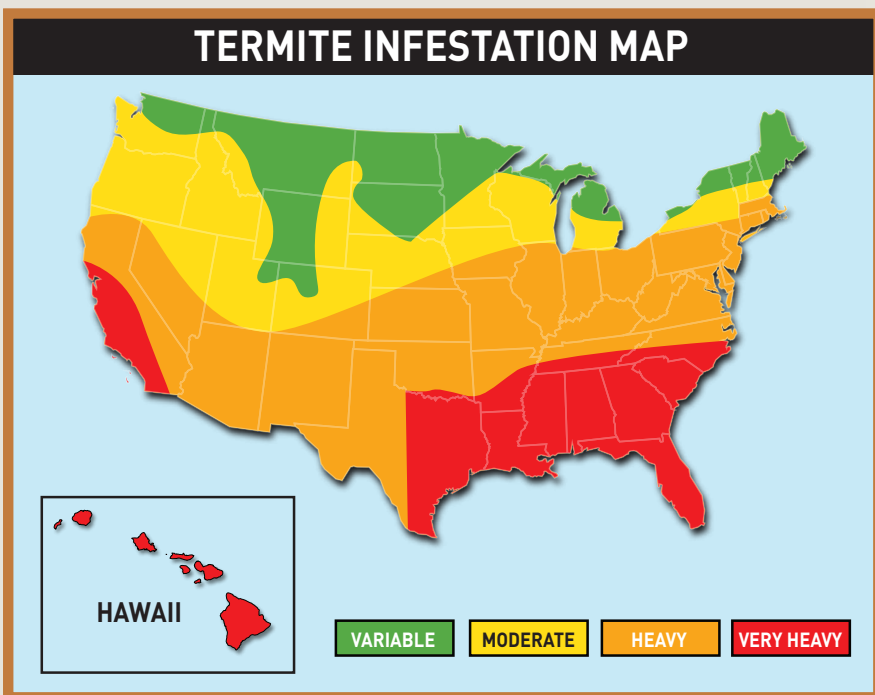 TERMITE INFESTATION MAP
HAWAII
VARIABLE
MODERATE
HEAVY
VERY HEAVY